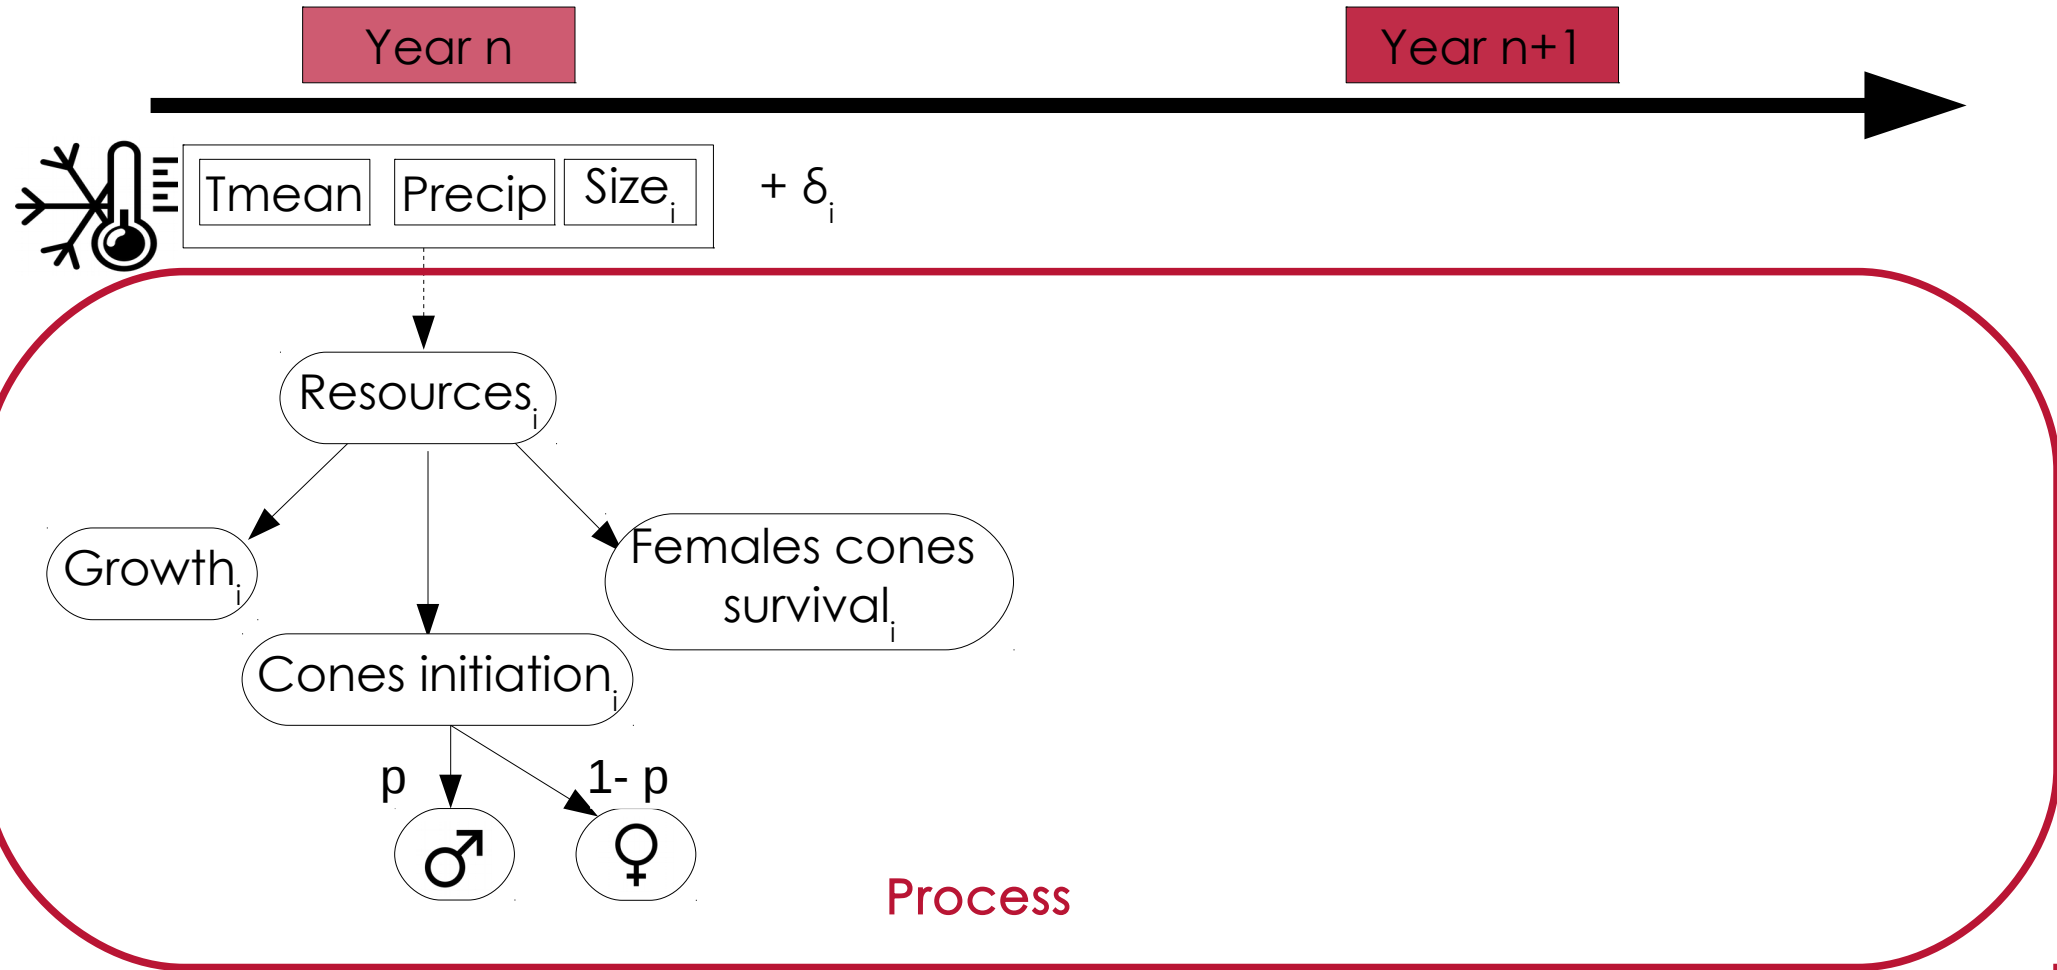 Year n
Year n+1
Tmean Precip Sizeᵢ + δᵢ
Resourcesᵢ
Growthᵢ
Females cones
survivalᵢ
Cones initiationᵢ
p
1- p
♂ ♀
Process